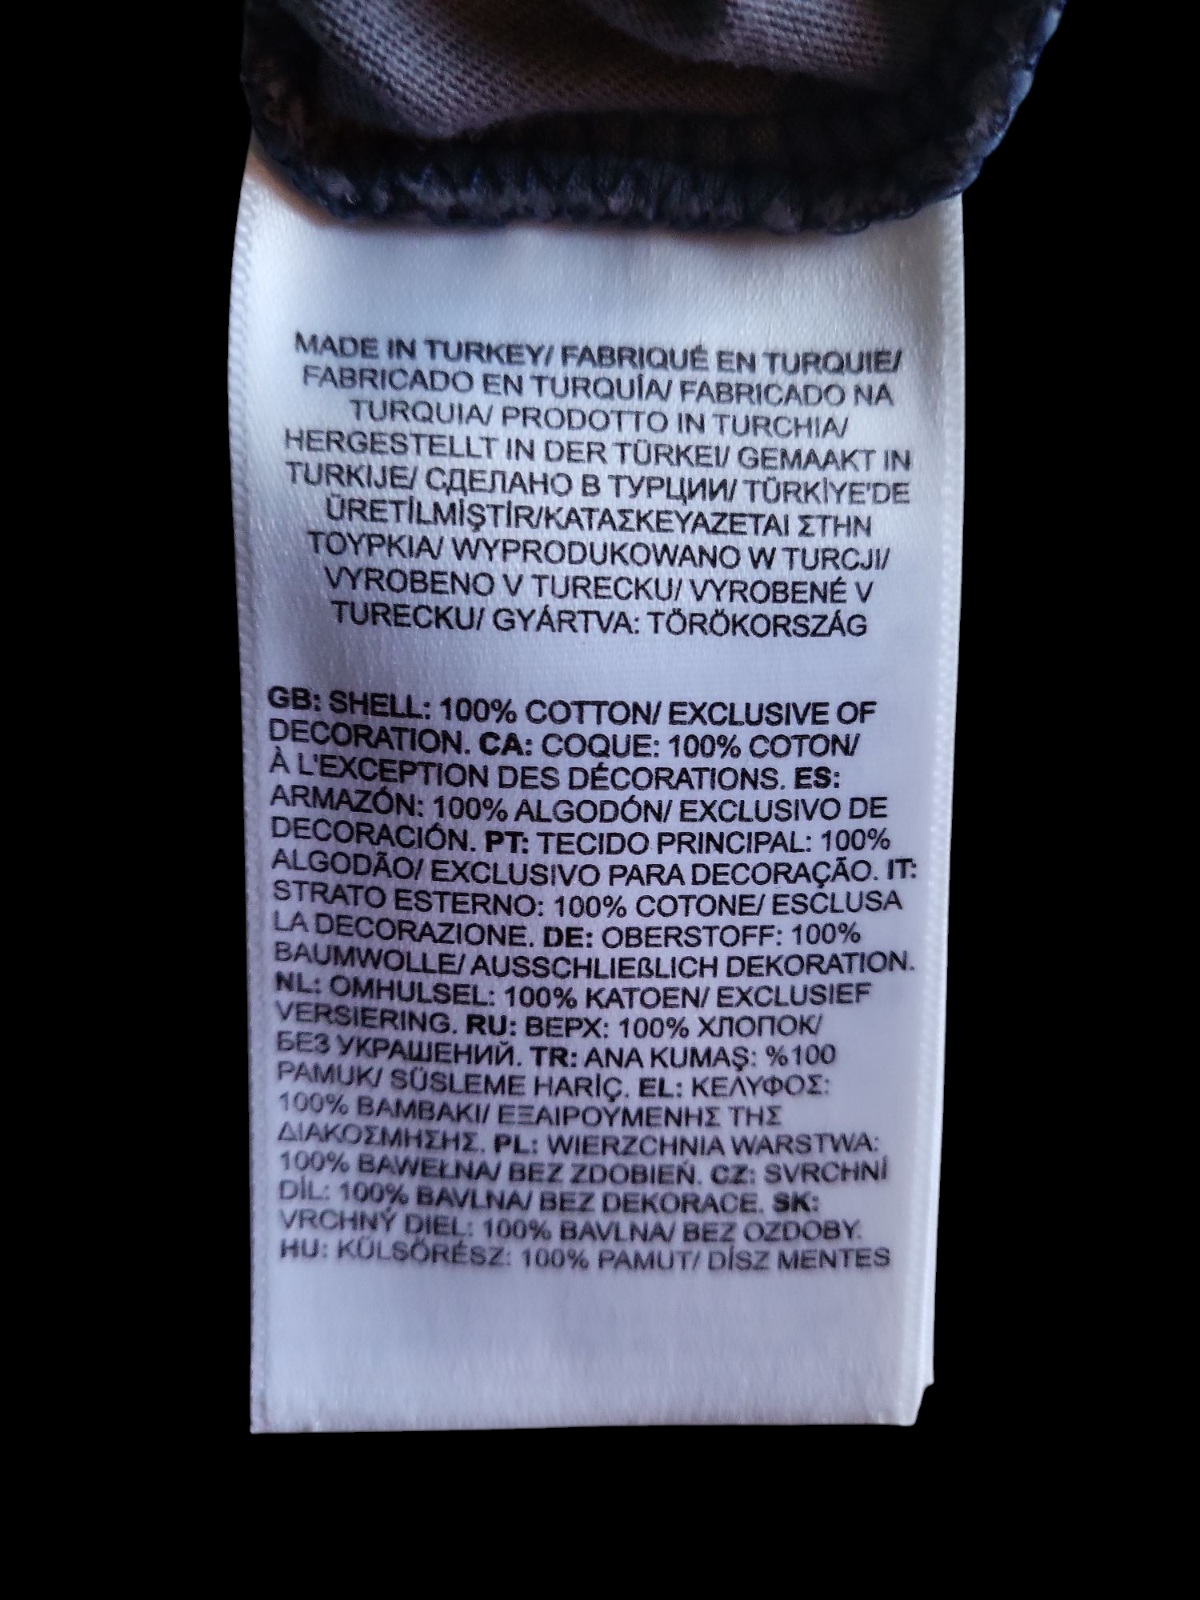 MADE IN TURKEY/ FABRIQUÉ EN TURQUIE/
FABRICADO EN TURQUÍA/ FABRICADO NA
TURQUIA/ PRODOTTO IN TURCHIA/
HERGESTELLT IN DER TÜRKEI/ GEMAAKT IN
TURKIJE/ СДЕЛАНО В ТУРЦИИ/ TÜRKİYE'DE
ÜRETİLMİŞTİR/ΚΑΤΑΣΚΕΥΑΖΕΤΑΙ ΣΤΗΝ
ΤΟΥΡΚΙΑ/ WYPRODUKOWANO W TURCJI/
VYROBENO V TURECKU/ VYROBENÉ V
TURECKU/ GYÁRTVA: TÖRÖKORSZÁG
GB: SHELL: 100% COTTON/ EXCLUSIVE OF
DECORATION. CA: COQUE: 100% COTON/
À L'EXCEPTION DES DÉCORATIONS. ES:
ARMAZÓN: 100% ALGODÓN/ EXCLUSIVO DE
DECORACIÓN. PT: TECIDO PRINCIPAL: 100%
ALGODÃO/ EXCLUSIVO PARA DECORAÇÃO. IT:
STRATO ESTERNO: 100% COTONE/ ESCLUSA
LA DECORAZIONE. DE: OBERSTOFF: 100%
BAUMWOLLE/ AUSSCHLIEßLICH DEKORATION.
NL: OMHULSEL: 100% KATOEN/ EXCLUSIEF
VERSIERING. RU: ВЕРХ: 100% ХЛОПОК/
БЕЗ УКРАШЕНИЙ. TR: ANA KUMAŞ: %100
PAMUK/ SÜSLEME HARİÇ. EL: ΚΕΛΥΦΟΣ:
100% ΒΑΜΒΑΚΙ/ ΕΞΑΙΡΟΥΜΕΝΗΣ ΤΗΣ
ΔΙΑΚΟΣΜΗΣΗΣ. PL: WIERZCHNIA WARSTWA:
100% BAWEŁNA/ BEZ ZDOBIEŃ. CZ: SVRCHNÍ
DÍL: 100% BAVLNA/ BEZ DEKORACE. SK:
VRCHNÝ DIEL: 100% BAVLNA/ BEZ OZDOBY.
HU: KÜLSŐRÉSZ: 100% PAMUT/ DÍSZ MENTES